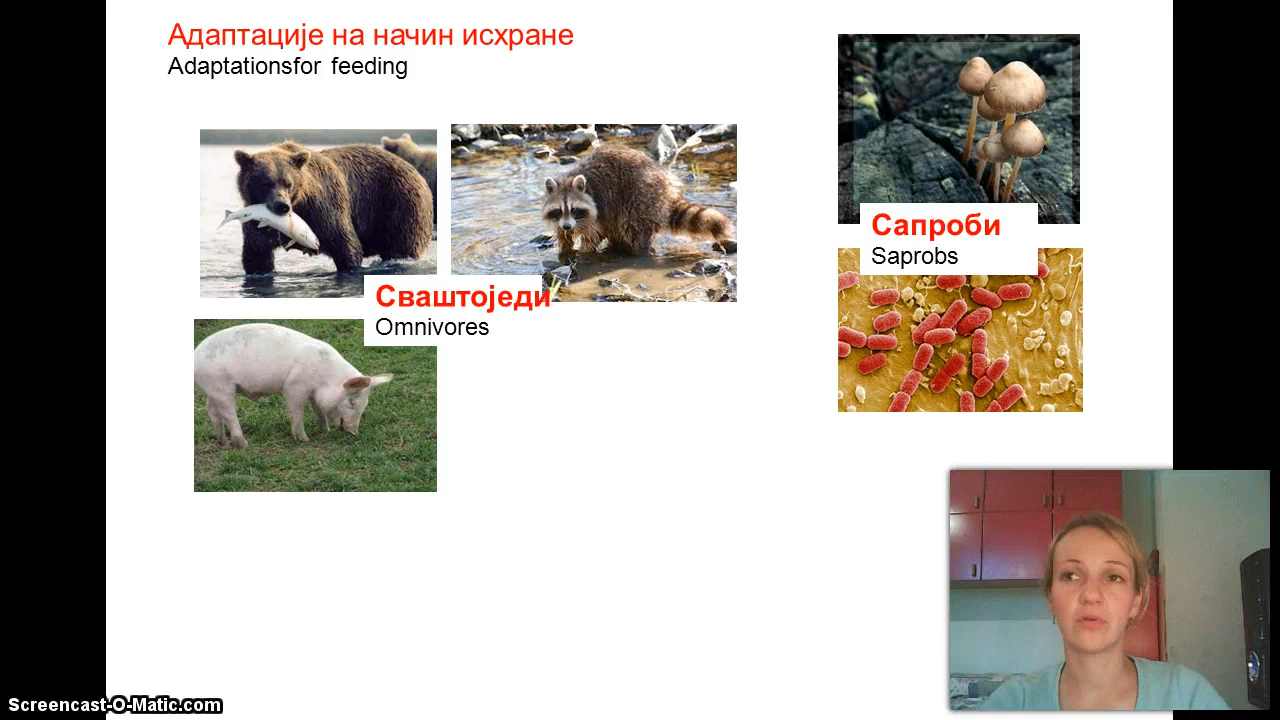 Адаптације на начин исхране
Adaptationsfor feeding
Сваштоједи
Omnivores
Сапроби
Saprobs
Screencast-O-Matic.com